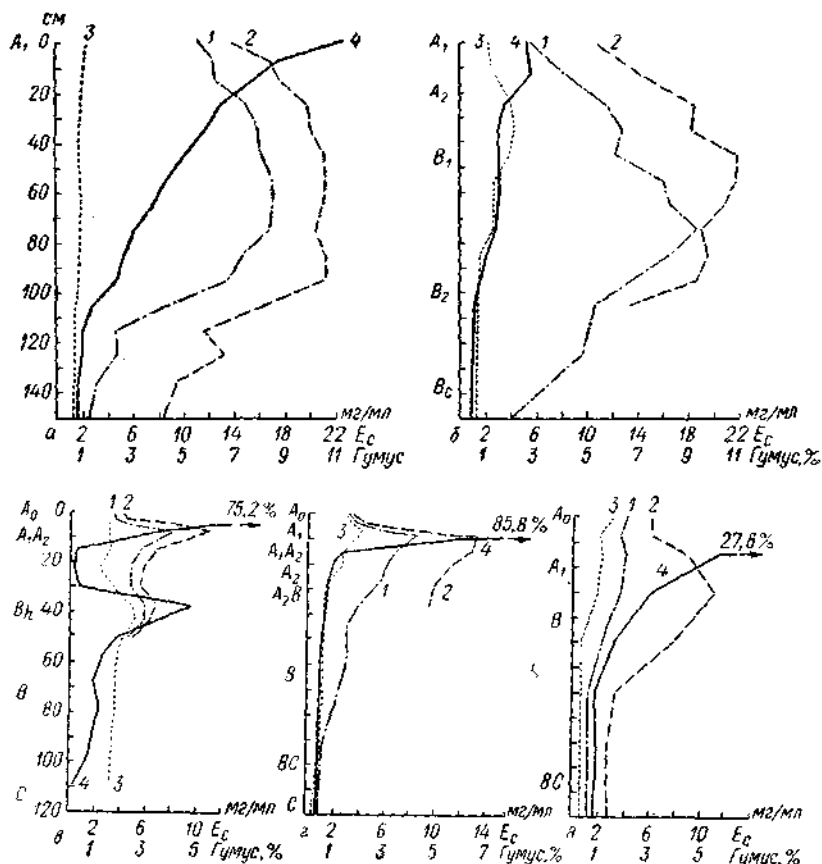 см
A₁ 0 3 1 2 4
20
40
60
80
100
120
140
мг/мл
а 2 6 10 14 18 22 Eс
1 3 5 7 9 11 Гумус
A₁ 3 4 1 2
A₂
B₁
B₂
Bc
мг/мл
б 2 6 10 14 18 22 Eс
1 3 5 7 9 11 Гумус,%
A₀ 0 1 2 75,2 %
A₁A₂ 3
20
Bh 40
60
B 80
100
C 120
4 3
мг/мл
в 2 6 10 Eс
1 3 5 Гумус,%
A₀
A₁ 3 85,8 %
A₁A₂ 4
A₂
A₂B 1 2
B
BC
C
мг/мл
2 6 10 14 Eс
1 3 5 7 Гумус,%
3 1 2
A₀ 27,6 %
A₁ 4
B
BC
мг/мл
2 6 10 Eс
1 3 5 Гумус,%